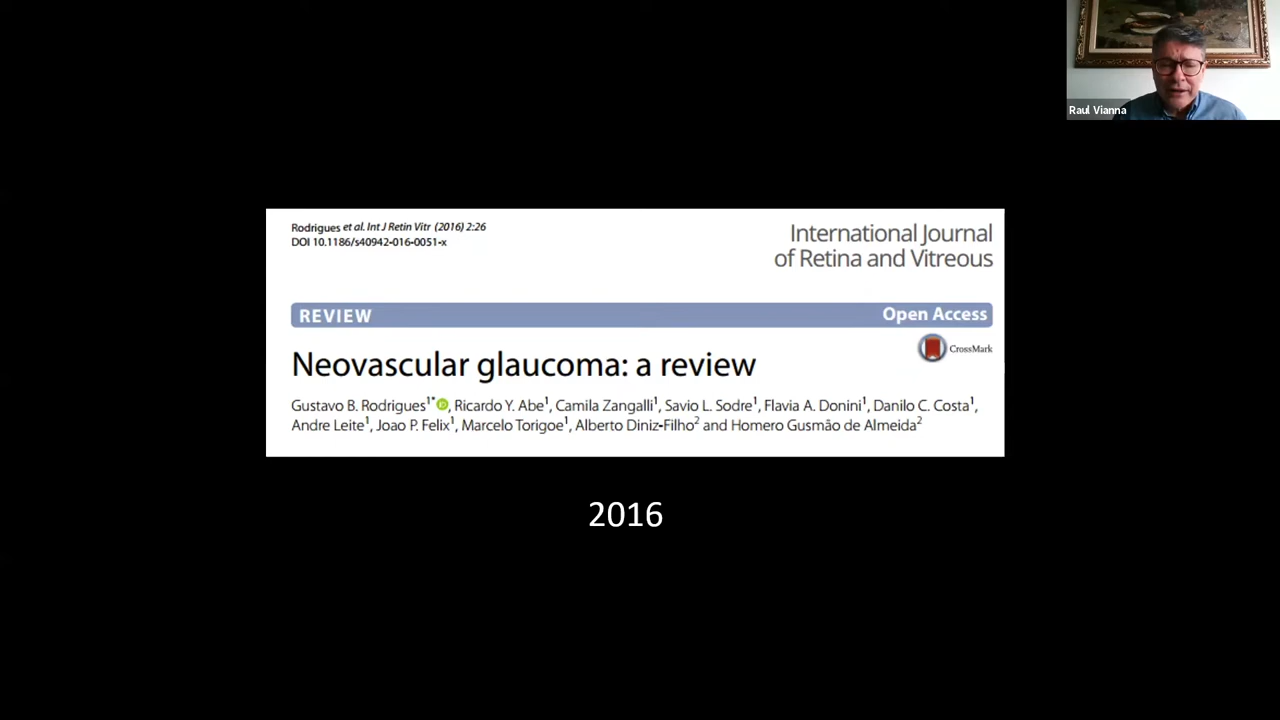 Raul Vianna
Rodrigues et al. Int J Retin Vitr (2016) 2:26
DOI 10.1186/s40942-016-0051-x
International Journal
of Retina and Vitreous
REVIEW
Open Access
CrossMark
Neovascular glaucoma: a review
Gustavo B. Rodrigues1*, Ricardo Y. Abe1, Camila Zangalli1, Savio L. Sodre1, Flavia A. Donini1, Danilo C. Costa1,
Andre Leite1, Joao P. Felix1, Marcelo Torigoe1, Alberto Diniz-Filho2 and Homero Gusmão de Almeida2
2016